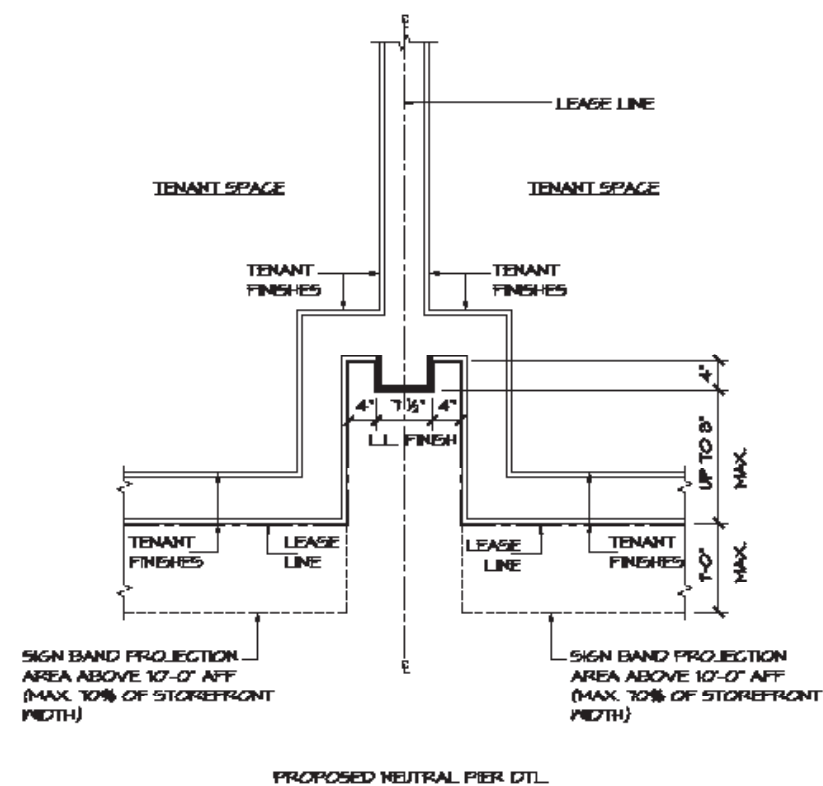 LEASE LINE
TENANT SPACE
TENANT SPACE
TENANT
FINISHES
TENANT
FINISHES
4"
4"
7 ½"
4"
L.L. FINISH
UP TO 8"
MAX.
TENANT
FINISHES
LEASE
LINE
LEASE
LINE
TENANT
FINISHES
1'-0"
MAX.
SIGN BAND PROJECTION
AREA ABOVE 10'-0" AFF
(MAX. 70% OF STOREFRONT
WIDTH)
SIGN BAND PROJECTION
AREA ABOVE 10'-0" AFF
(MAX. 70% OF STOREFRONT
WIDTH)
PROPOSED NEUTRAL PIER DTL.